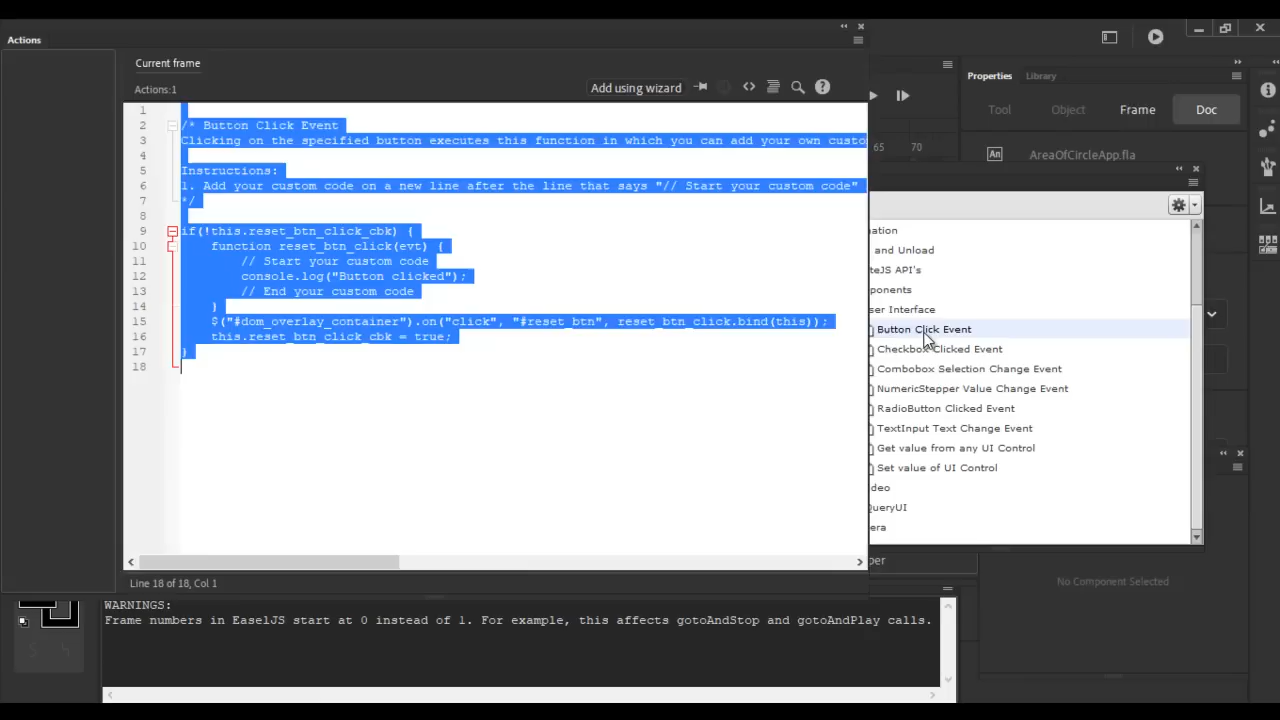 Actions
Current frame
Add using wizard
Actions:1
1
2 /* Button Click Event
3 Clicking on the specified button executes this function in which you can add your own custo
4
5 Instructions:
6 1. Add your custom code on a new line after the line that says "// Start your custom code"
7 */
8
9 if(!this.reset_btn_click_cbk) {
10 function reset_btn_click(evt) {
11 // Start your custom code
12 console.log("Button clicked");
13 // End your custom code
14 }
15 $("#dom_overlay_container").on("click", "#reset_btn", reset_btn_click.bind(this));
16 this.reset_btn_click_cbk = true;
17 }
18
Line 18 of 18, Col 1
WARNINGS:
Frame numbers in EaselJS start at 0 instead of 1. For example, this affects gotoAndStop and gotoAndPlay calls.
65 70
Properties Library
Tool Object Frame Doc
An AreaOfCircleApp.fla
ation
and Unload
teJS API's
ponents
ser Interface
Button Click Event
Checkbox Clicked Event
Combobox Selection Change Event
NumericStepper Value Change Event
RadioButton Clicked Event
TextInput Text Change Event
Get value from any UI Control
Set value of UI Control
deo
QueryUI
era
per
No Component Selected